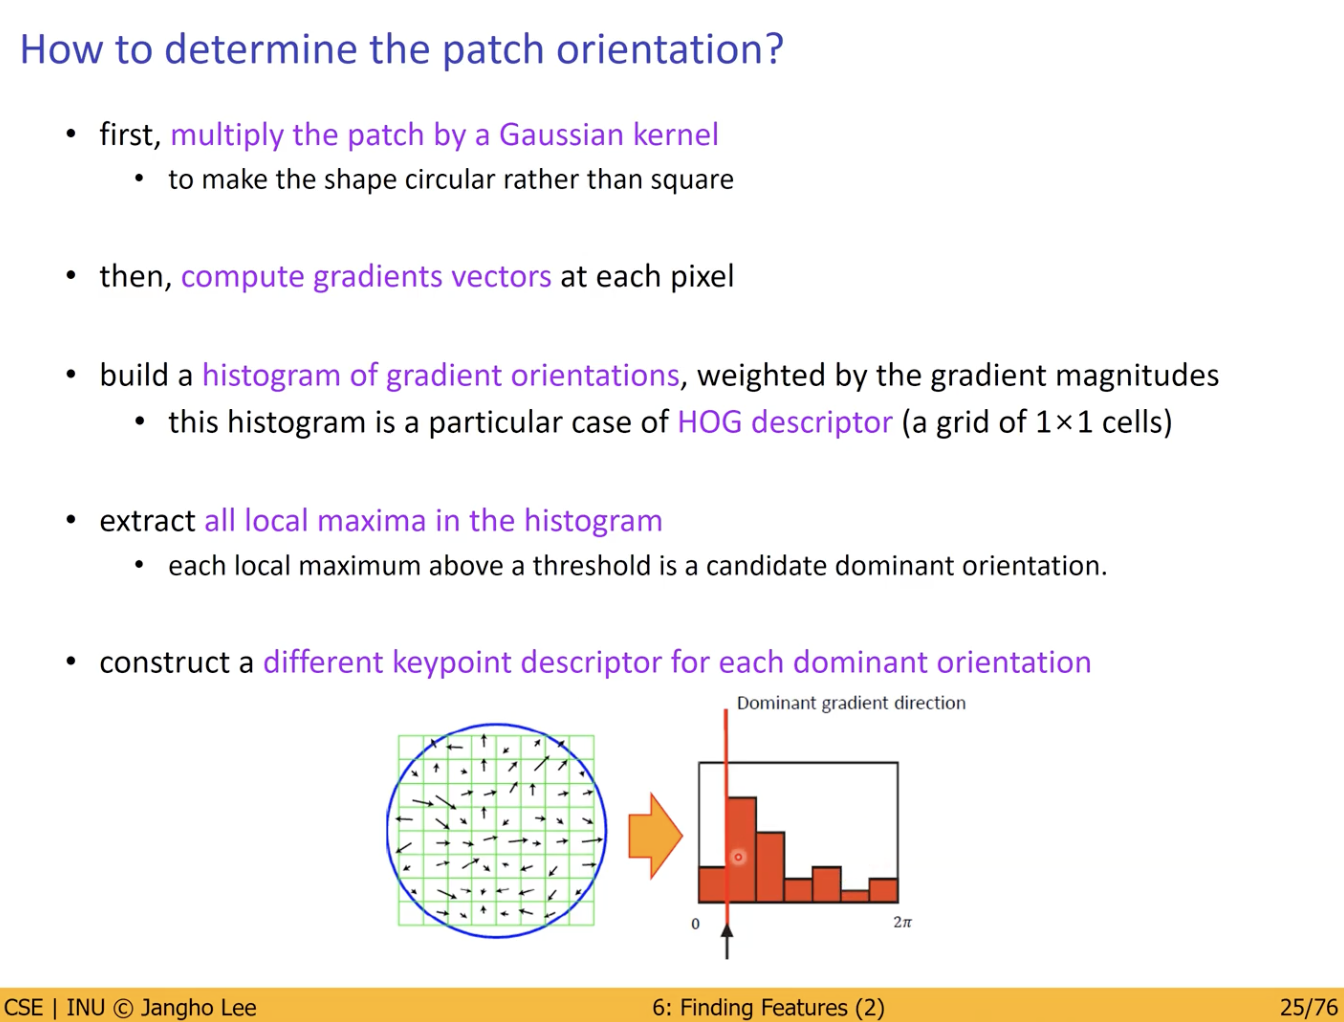 How to determine the patch orientation?
• first, multiply the patch by a Gaussian kernel
• to make the shape circular rather than square
• then, compute gradients vectors at each pixel
• build a histogram of gradient orientations, weighted by the gradient magnitudes
• this histogram is a particular case of HOG descriptor (a grid of 1×1 cells)
• extract all local maxima in the histogram
• each local maximum above a threshold is a candidate dominant orientation.
• construct a different keypoint descriptor for each dominant orientation
Dominant gradient direction
0 2π
CSE | INU © Jangho Lee 6: Finding Features (2) 25/76